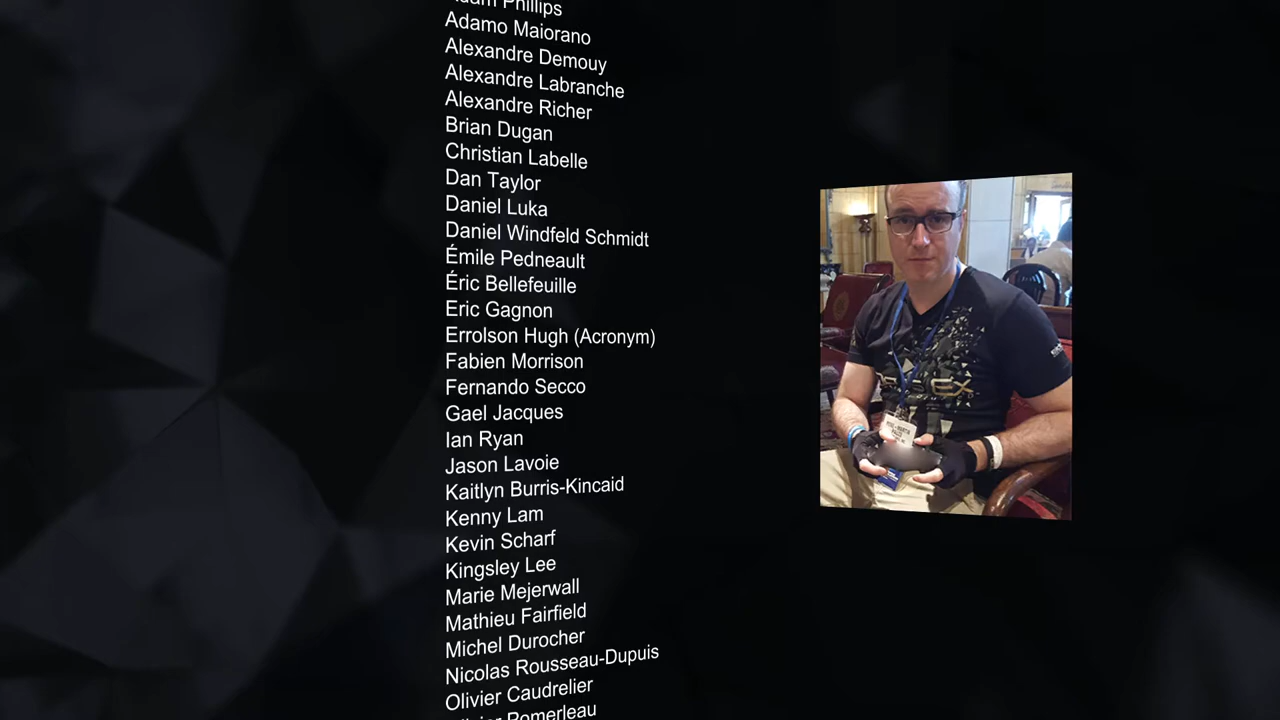 Adam Phillips
Adamo Maiorano
Alexandre Demouy
Alexandre Labranche
Alexandre Richer
Brian Dugan
Christian Labelle
Dan Taylor
Daniel Luka
Daniel Windfeld Schmidt
Émile Pedneault
Éric Bellefeuille
Eric Gagnon
Errolson Hugh (Acronym)
Fabien Morrison
Fernando Secco
Gael Jacques
Ian Ryan
Jason Lavoie
Kaitlyn Burris-Kincaid
Kenny Lam
Kevin Scharf
Kingsley Lee
Marie Mejerwall
Mathieu Fairfield
Michel Durocher
Nicolas Rousseau-Dupuis
Olivier Caudrelier
Pomerleau